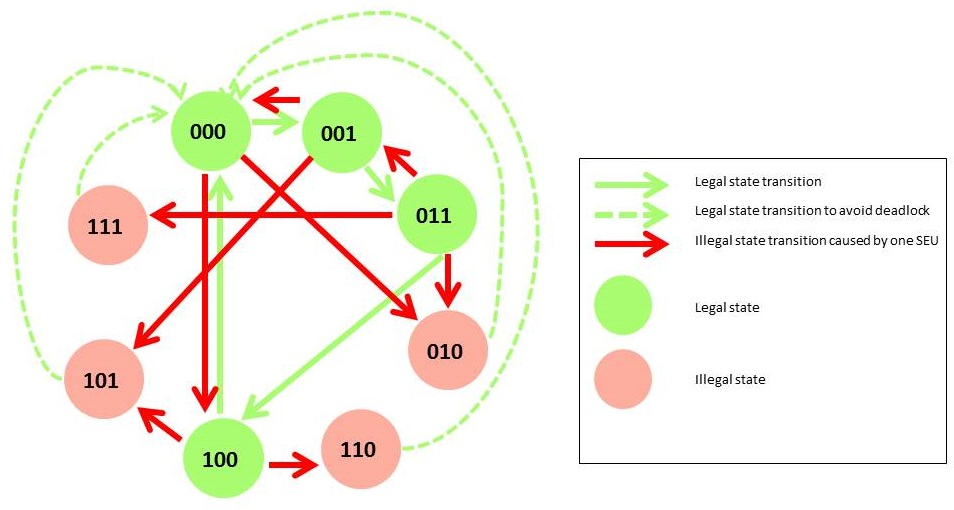 000
001
011
111
010
101
110
100
Legal state transition
Legal state transition to avoid deadlock
Illegal state transition caused by one SEU
Legal state
Illegal state